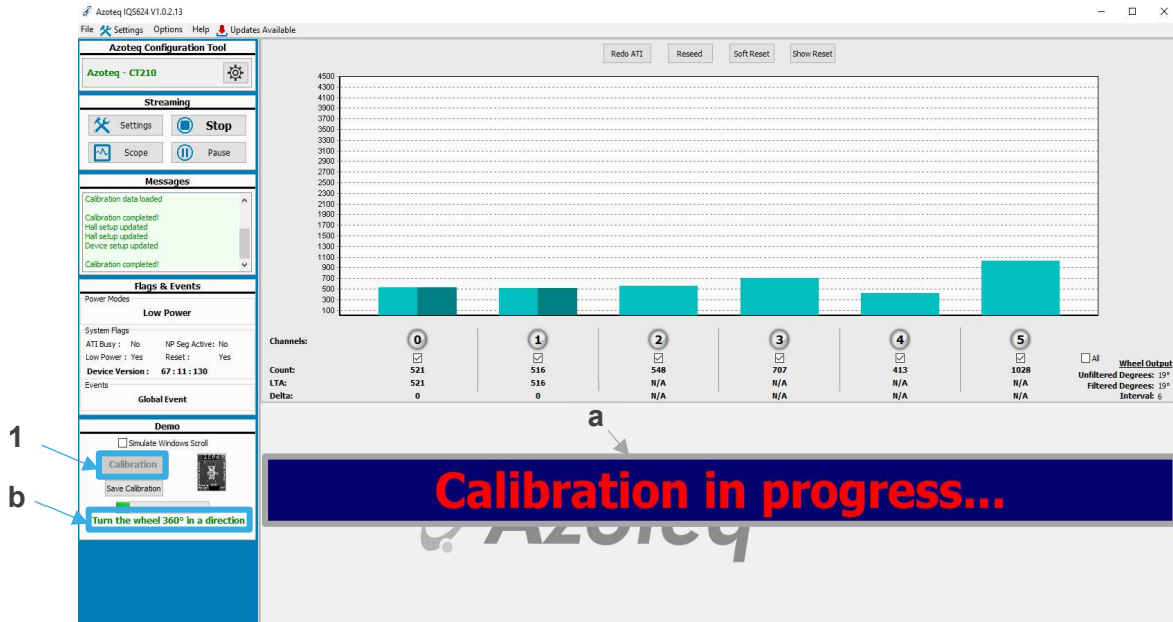 Azoteq IQS624 V1.0.2.13
File Settings Options Help Updates Available
Azoteq Configuration Tool
Azoteq - CT210
Streaming
Settings Stop
Scope Pause
Messages
Calibration data loaded
Calibration completed!
Hall setup updated
Hall setup updated
Device setup updated
Calibration completed!
Flags & Events
Power Modes
Low Power
System Flags
ATI Busy : No NP Seg Active: No
Low Power : Yes Reset : Yes
Device Version : 67 : 11 : 130
Events
Global Event
Demo
Simulate Windows Scroll
1
Calibration
Save Calibration
b
Turn the wheel 360° in a direction
Redo ATI Reseed Soft Reset Show Reset
4500
4300
4100
3900
3700
3500
3300
3100
2900
2700
2500
2300
2100
1900
1700
1500
1300
1100
900
700
500
300
100
Channels: 0 1 2 3 4 5
All Wheel Output
Count: 521 516 548 707 413 1028
Unfiltered Degrees: 19°
LTA: 521 516 N/A N/A N/A N/A
Filtered Degrees: 19°
Delta: 0 0 N/A N/A N/A N/A
Interval: 6
a
Calibration in progress...
Azoteq